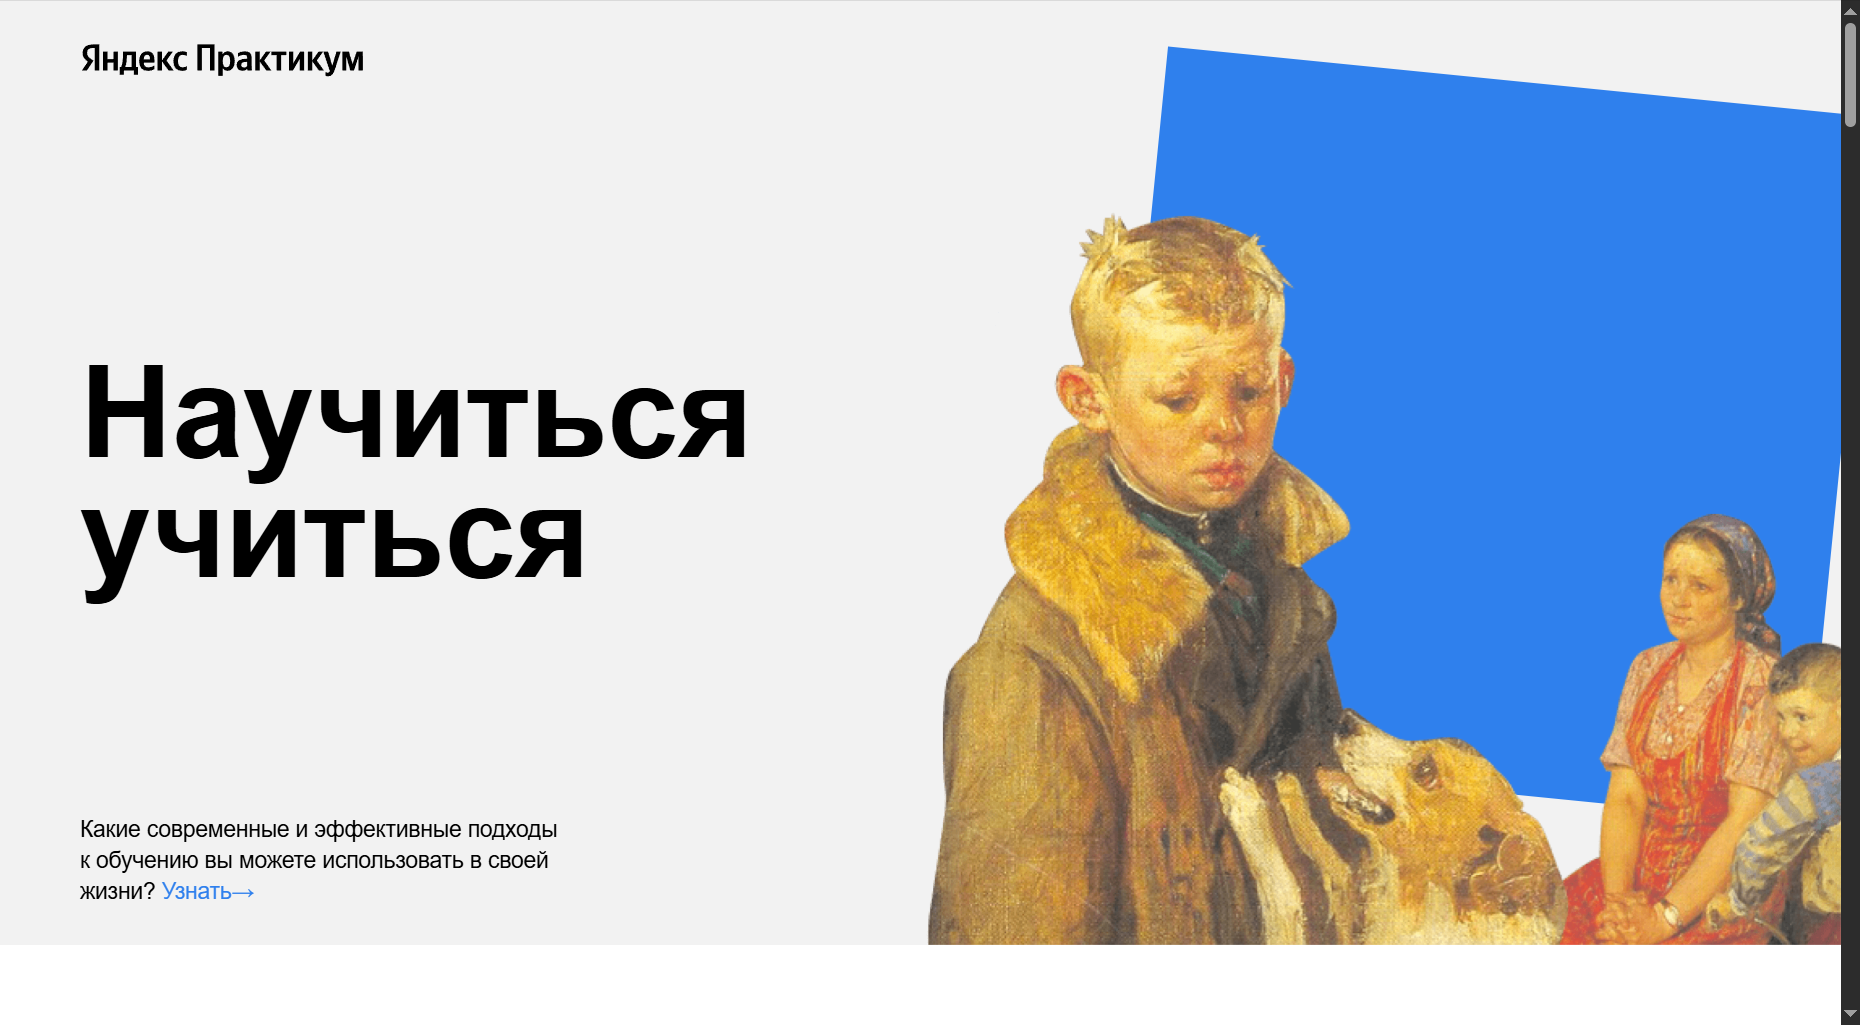 Яндекс Практикум
Научиться
учиться
Какие современные и эффективные подходы
к обучению вы можете использовать в своей
жизни? Узнать→